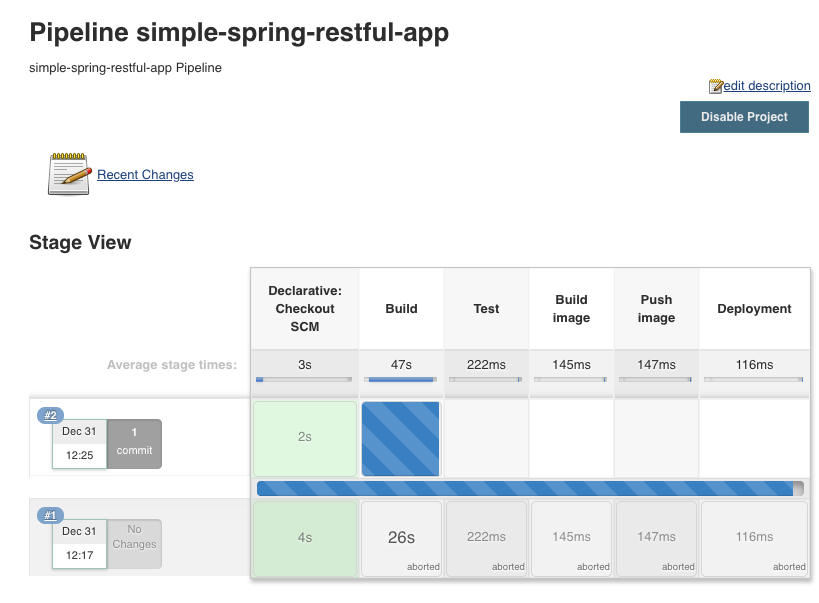 Pipeline simple-spring-restful-app
simple-spring-restful-app Pipeline
edit description
Disable Project
Recent Changes
Stage View
Declarative:
Checkout
SCM
Build
Test
Build
image
Push
image
Deployment
Average stage times:
3s
47s
222ms
145ms
147ms
116ms
#2
Dec 31
12:25
1
commit
2s
#1
Dec 31
12:17
No
Changes
4s
26s
aborted
222ms
aborted
145ms
aborted
147ms
aborted
116ms
aborted